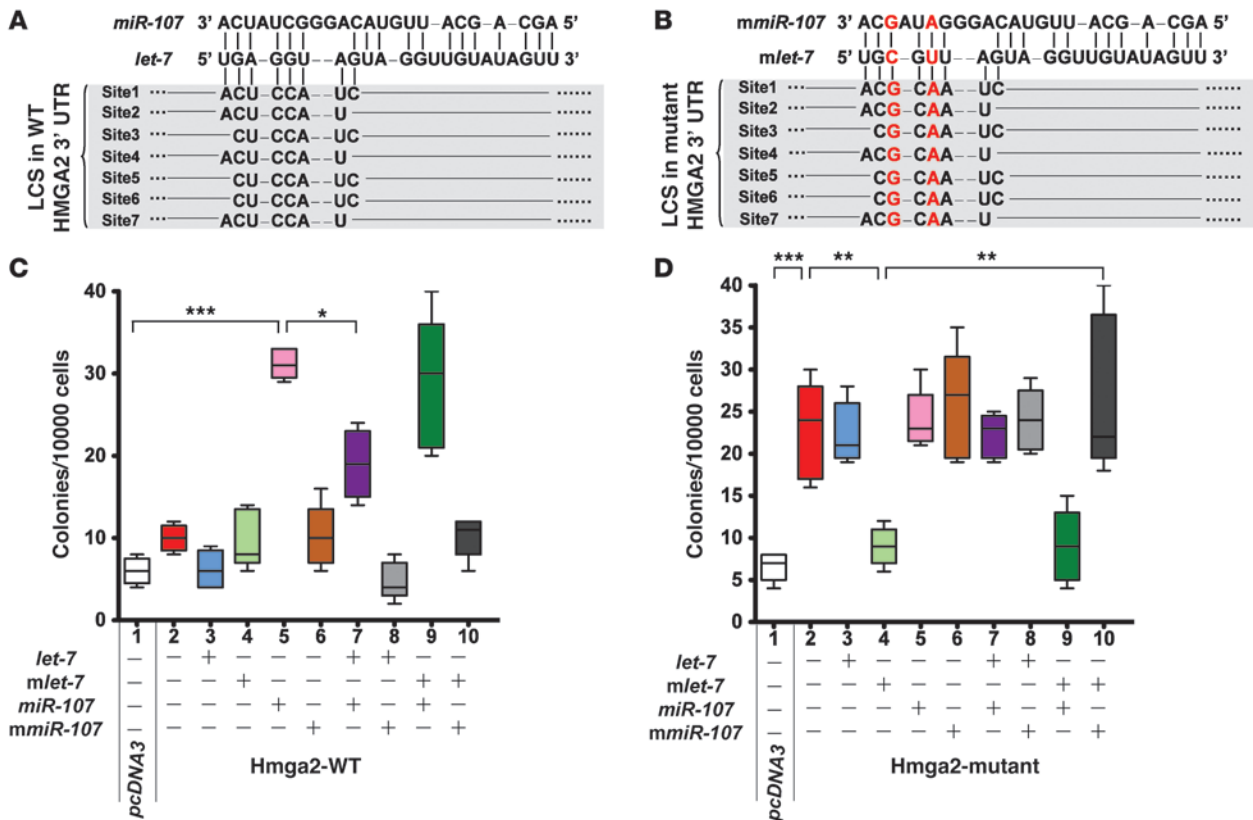 A
miR-107 3' ACUAUCGGGACAUGUU–ACG–A–CGA 5'
let-7 5' UGA–GGU––AGUA–GGUUGUAUAGUU 3'
LCS in WT
HMGA2 3' UTR
Site1 ··· ACU–CCA––UC ······
Site2 ··· ACU–CCA––U ······
Site3 ··· CU–CCA––UC ······
Site4 ··· ACU–CCA––U ······
Site5 ··· CU–CCA––UC ······
Site6 ··· CU–CCA––UC ······
Site7 ··· ACU–CCA––U ······
B
mmiR-107 3' ACGAUAGGGACAUGUU–ACG–A–CGA 5'
mlet-7 5' UGC–GUU––AGUA–GGUUGUAUAGUU 3'
LCS in mutant
HMGA2 3' UTR
Site1 ··· ACG–CAA––UC ······
Site2 ··· ACG–CAA––U ······
Site3 ··· CG–CAA––UC ······
Site4 ··· ACG–CAA––U ······
Site5 ··· CG–CAA––UC ······
Site6 ··· CG–CAA––UC ······
Site7 ··· ACG–CAA––U ······
C
Colonies/10000 cells
40
30
20
10
0
*** *
1 2 3 4 5 6 7 8 9 10
let-7 – – + – – – + + – –
mlet-7 – – – + – – – – + +
miR-107 – – – – + – + – + –
mmiR-107 – – – – – + – + – +
pcDNA3
Hmga2-WT
D
Colonies/10000 cells
40
35
30
25
20
15
10
5
0
*** ** **
1 2 3 4 5 6 7 8 9 10
let-7 – – + – – – + + – –
mlet-7 – – – + – – – – + +
miR-107 – – – – + – + – + –
mmiR-107 – – – – – + – + – +
pcDNA3
Hmga2-mutant